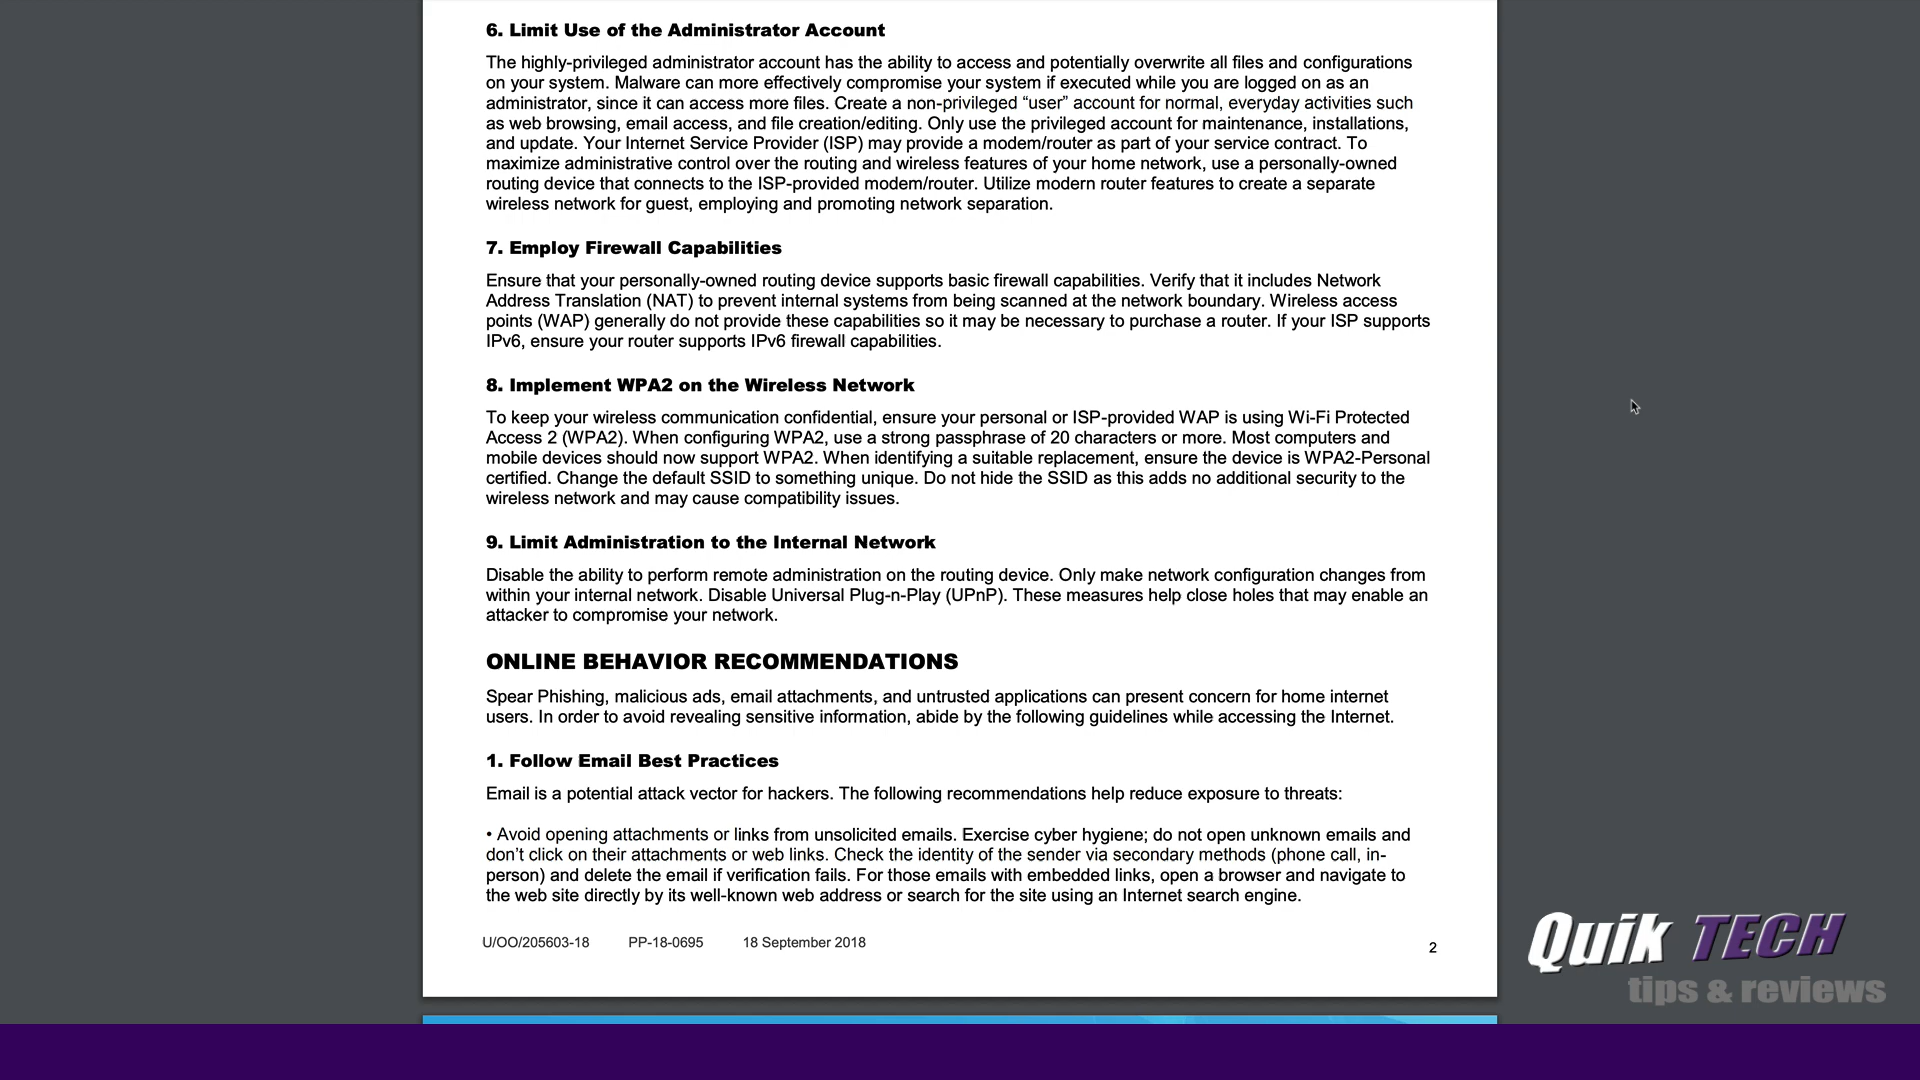 6. Limit Use of the Administrator Account
The highly-privileged administrator account has the ability to access and potentially overwrite all files and configurations
on your system. Malware can more effectively compromise your system if executed while you are logged on as an
administrator, since it can access more files. Create a non-privileged “user” account for normal, everyday activities such
as web browsing, email access, and file creation/editing. Only use the privileged account for maintenance, installations,
and update. Your Internet Service Provider (ISP) may provide a modem/router as part of your service contract. To
maximize administrative control over the routing and wireless features of your home network, use a personally-owned
routing device that connects to the ISP-provided modem/router. Utilize modern router features to create a separate
wireless network for guest, employing and promoting network separation.
7. Employ Firewall Capabilities
Ensure that your personally-owned routing device supports basic firewall capabilities. Verify that it includes Network
Address Translation (NAT) to prevent internal systems from being scanned at the network boundary. Wireless access
points (WAP) generally do not provide these capabilities so it may be necessary to purchase a router. If your ISP supports
IPv6, ensure your router supports IPv6 firewall capabilities.
8. Implement WPA2 on the Wireless Network
To keep your wireless communication confidential, ensure your personal or ISP-provided WAP is using Wi-Fi Protected
Access 2 (WPA2). When configuring WPA2, use a strong passphrase of 20 characters or more. Most computers and
mobile devices should now support WPA2. When identifying a suitable replacement, ensure the device is WPA2-Personal
certified. Change the default SSID to something unique. Do not hide the SSID as this adds no additional security to the
wireless network and may cause compatibility issues.
9. Limit Administration to the Internal Network
Disable the ability to perform remote administration on the routing device. Only make network configuration changes from
within your internal network. Disable Universal Plug-n-Play (UPnP). These measures help close holes that may enable an
attacker to compromise your network.
ONLINE BEHAVIOR RECOMMENDATIONS
Spear Phishing, malicious ads, email attachments, and untrusted applications can present concern for home internet
users. In order to avoid revealing sensitive information, abide by the following guidelines while accessing the Internet.
1. Follow Email Best Practices
Email is a potential attack vector for hackers. The following recommendations help reduce exposure to threats:
• Avoid opening attachments or links from unsolicited emails. Exercise cyber hygiene; do not open unknown emails and
don’t click on their attachments or web links. Check the identity of the sender via secondary methods (phone call, in-
person) and delete the email if verification fails. For those emails with embedded links, open a browser and navigate to
the web site directly by its well-known web address or search for the site using an Internet search engine.
U/OO/205603-18 PP-18-0695 18 September 2018
2
Quik TECH
tips & reviews